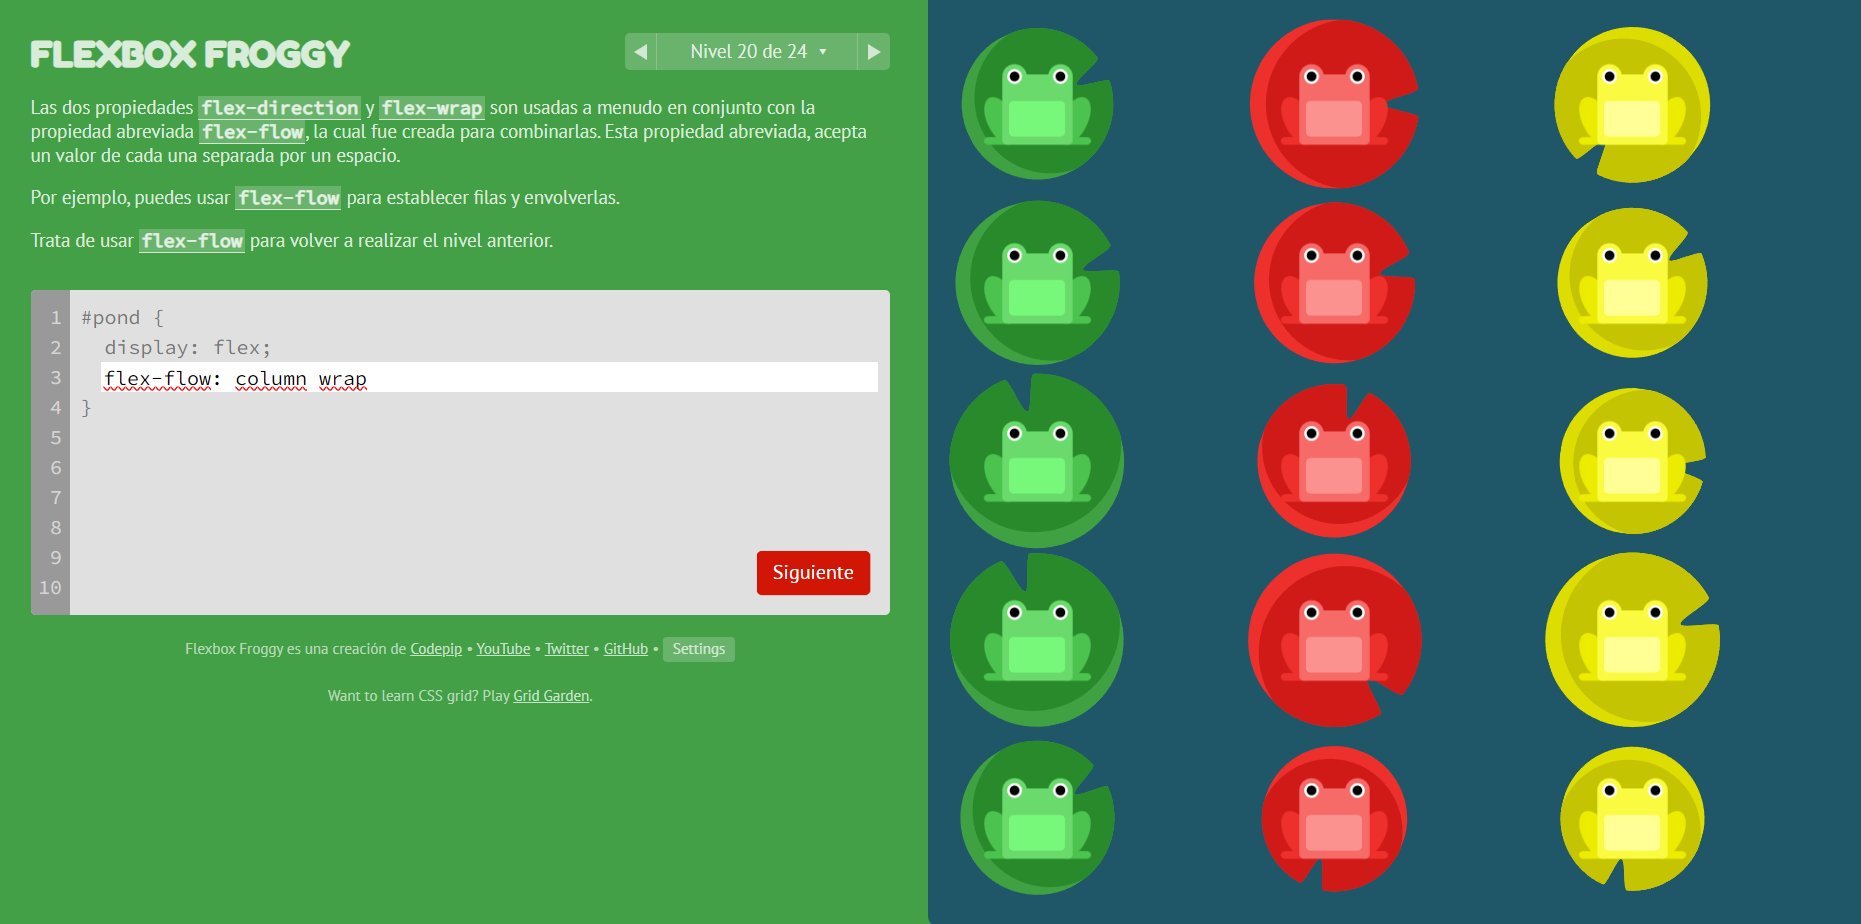 FLEXBOX FROGGY
Nivel 20 de 24
Las dos propiedades flex-direction y flex-wrap son usadas a menudo en conjunto con la
propiedad abreviada flex-flow, la cual fue creada para combinarlas. Esta propiedad abreviada, acepta
un valor de cada una separada por un espacio.
Por ejemplo, puedes usar flex-flow para establecer filas y envolverlas.
Trata de usar flex-flow para volver a realizar el nivel anterior.
1 #pond {
2 display: flex;
3 flex-flow: column wrap
4 }
5
6
7
8
9
10
Siguiente
Flexbox Froggy es una creación de Codepip • YouTube • Twitter • GitHub • Settings
Want to learn CSS grid? Play Grid Garden.